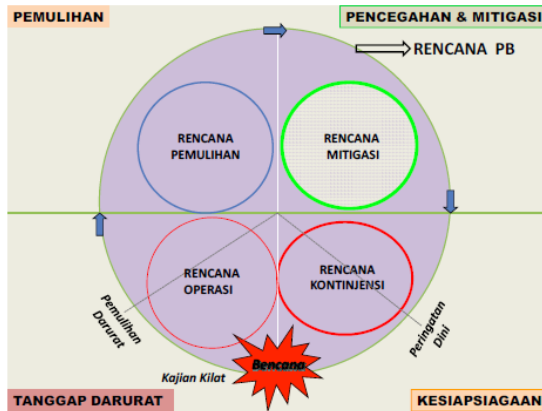 PEMULIHAN
PENCEGAHAN & MITIGASI
RENCANA PB
RENCANA
PEMULIHAN
RENCANA
MITIGASI
RENCANA
OPERASI
RENCANA
KONTINJENSI
Pemulihan
Darurat
Peringatan
Dini
Bencana
Kajian Kilat
TANGGAP DARURAT
KESIAPSIAGAAN